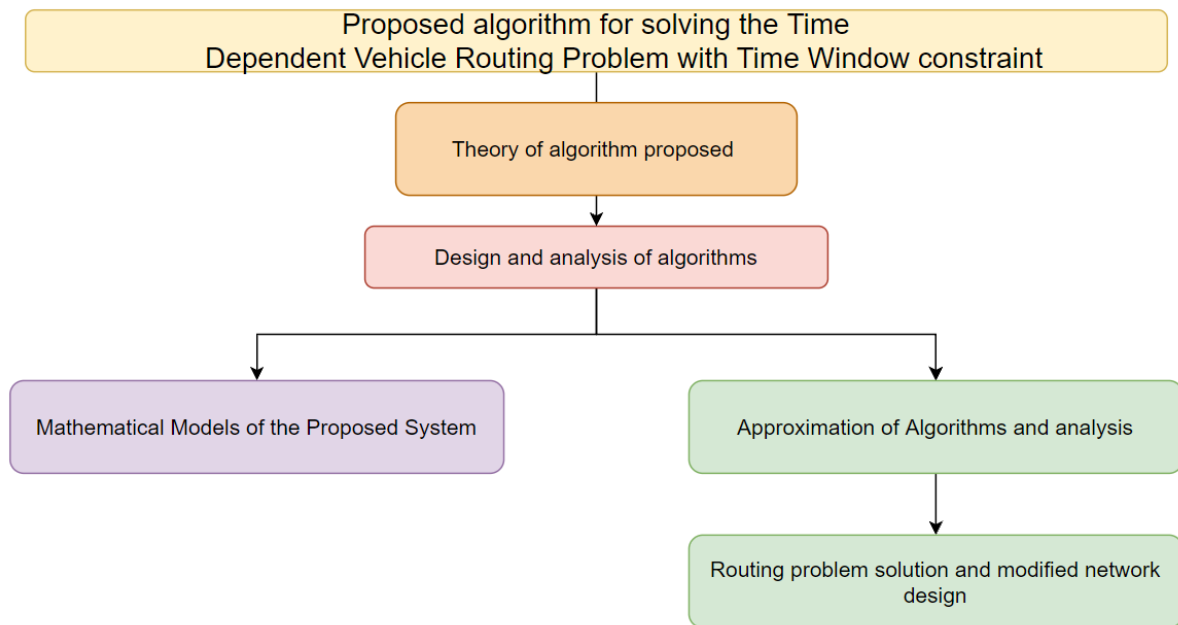 Proposed algorithm for solving the Time
Dependent Vehicle Routing Problem with Time Window constraint
Theory of algorithm proposed
Design and analysis of algorithms
Mathematical Models of the Proposed System
Approximation of Algorithms and analysis
Routing problem solution and modified network
design